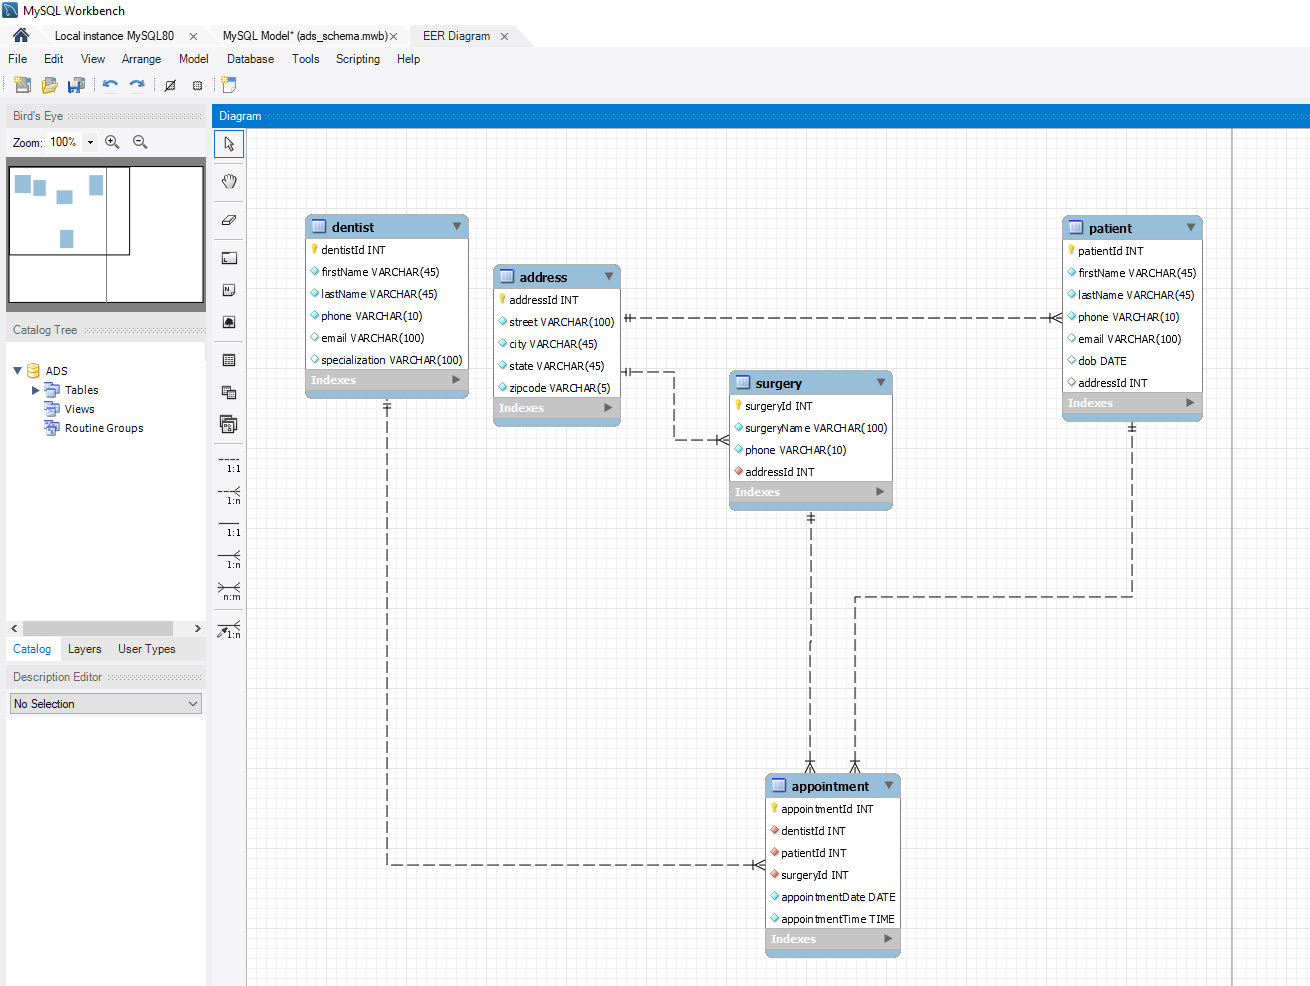 MySQL Workbench
Local instance MySQL80
MySQL Model* (ads_schema.mwb)
EER Diagram
File Edit View Arrange Model Database Tools Scripting Help
Bird's Eye
Zoom: 100%
Diagram
Catalog Tree
ADS
Tables
Views
Routine Groups
Catalog Layers User Types
Description Editor
No Selection
L
N
1:1
1:n
1:1
1:n
n:m
1:n
dentist
dentistId INT
firstName VARCHAR(45)
lastName VARCHAR(45)
phone VARCHAR(10)
email VARCHAR(100)
specialization VARCHAR(100)
Indexes
address
addressId INT
street VARCHAR(100)
city VARCHAR(45)
state VARCHAR(45)
zipcode VARCHAR(5)
Indexes
surgery
surgeryId INT
surgeryName VARCHAR(100)
phone VARCHAR(10)
addressId INT
Indexes
patient
patientId INT
firstName VARCHAR(45)
lastName VARCHAR(45)
phone VARCHAR(10)
email VARCHAR(100)
dob DATE
addressId INT
Indexes
appointment
appointmentId INT
dentistId INT
patientId INT
surgeryId INT
appointmentDate DATE
appointmentTime TIME
Indexes